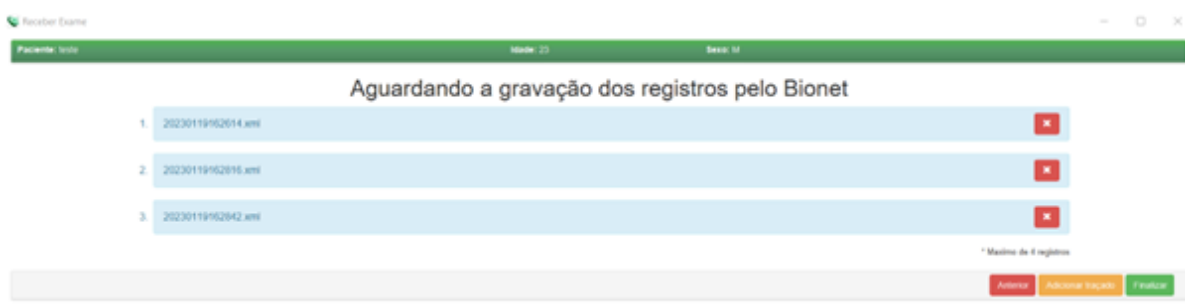 Receber Exame
Paciente: teste Idade: 23 Sexo: M
Aguardando a gravação dos registros pelo Bionet
1. 20230119162614.xml
2. 20230119162816.xml
3. 20230119162842.xml
* Maximo de 4 registros
Anterior Adicionar traçado Finalizar